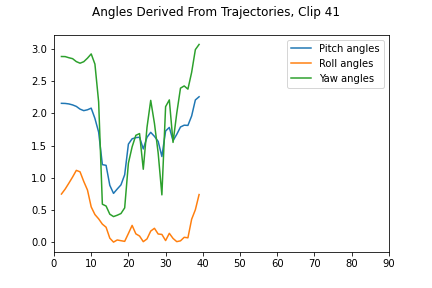 Angles Derived From Trajectories, Clip 41
Pitch angles
Roll angles
Yaw angles
3.0
2.5
2.0
1.5
1.0
0.5
0.0
0 10 20 30 40 50 60 70 80 90